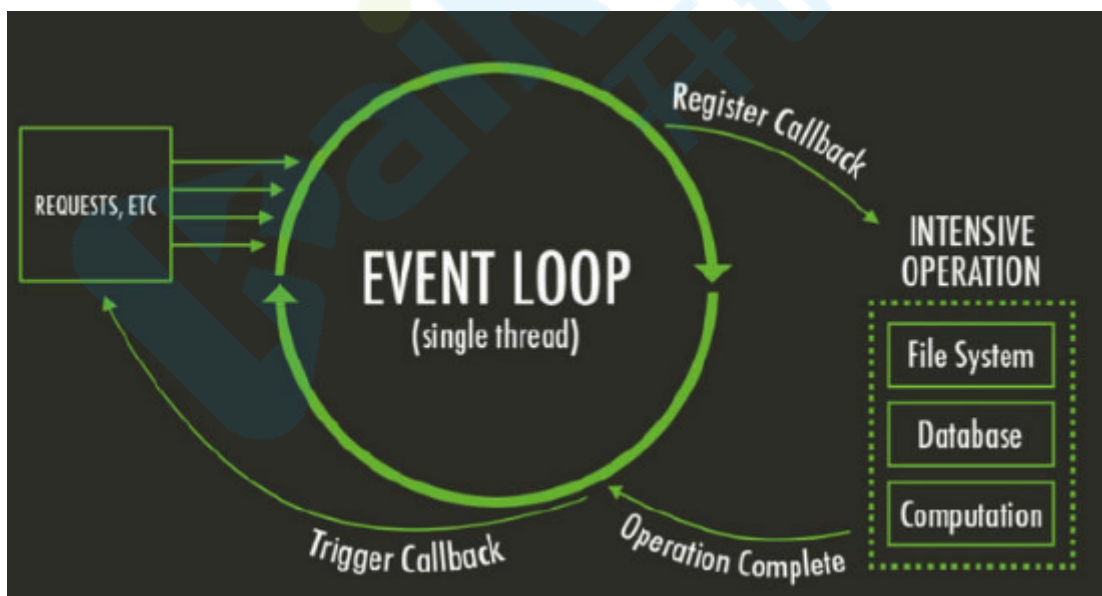 REQUESTS, ETC
EVENT LOOP
(single thread)
Register Callback
INTENSIVE
OPERATION
File System
Database
Computation
Operation Complete
Trigger Callback